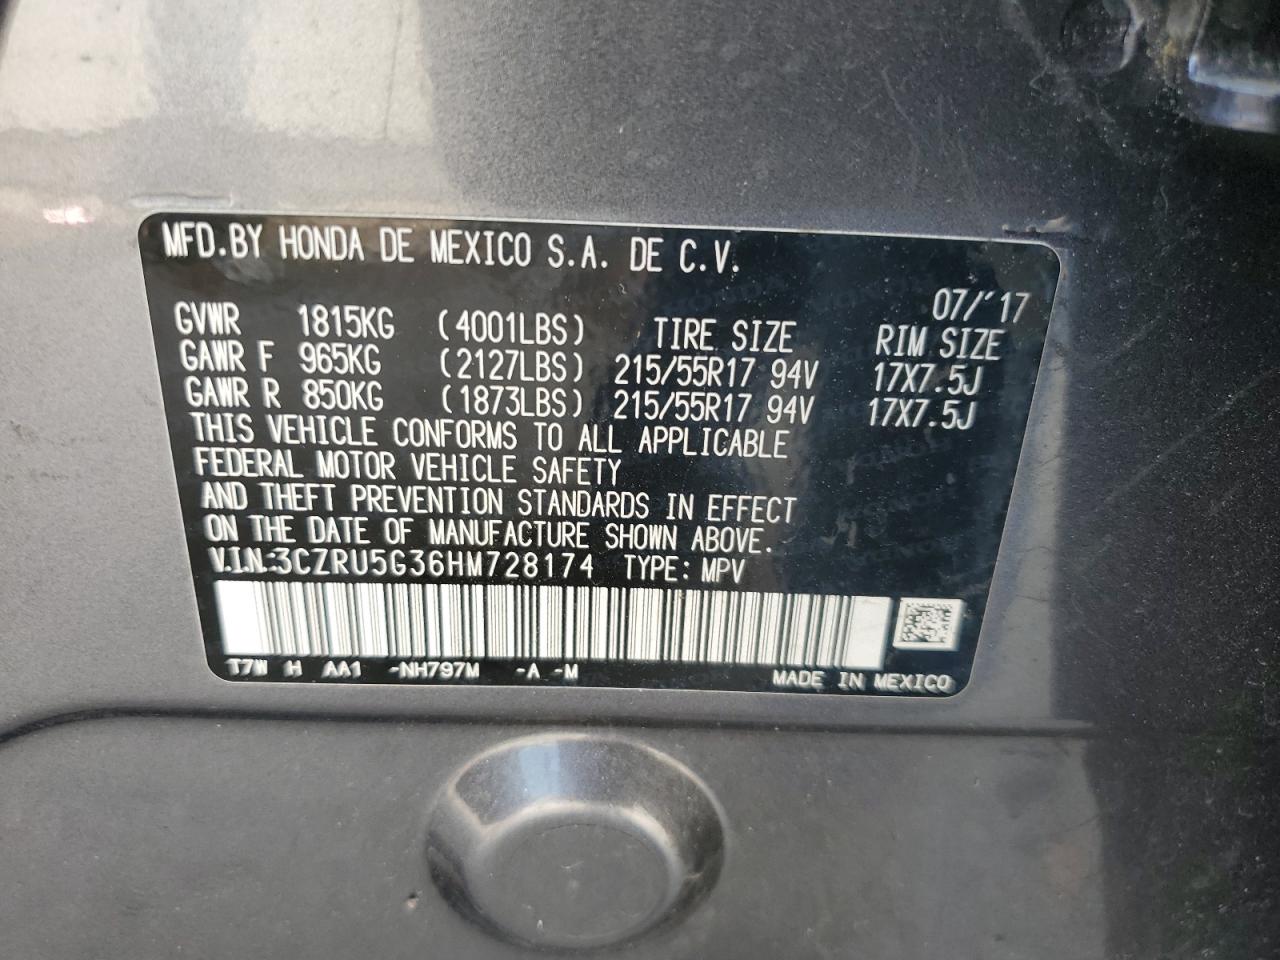 MFD.BY HONDA DE MEXICO S.A. DE C.V.
07/'17
GVWR 1815KG (4001LBS) TIRE SIZE RIM SIZE
GAWR F 965KG (2127LBS) 215/55R17 94V 17X7.5J
GAWR R 850KG (1873LBS) 215/55R17 94V 17X7.5J
THIS VEHICLE CONFORMS TO ALL APPLICABLE
FEDERAL MOTOR VEHICLE SAFETY
AND THEFT PREVENTION STANDARDS IN EFFECT
ON THE DATE OF MANUFACTURE SHOWN ABOVE.
V.I.N:3CZRU5G36HM728174 TYPE: MPV
T7W H AA1 -NH797M -A -M
MADE IN MEXICO